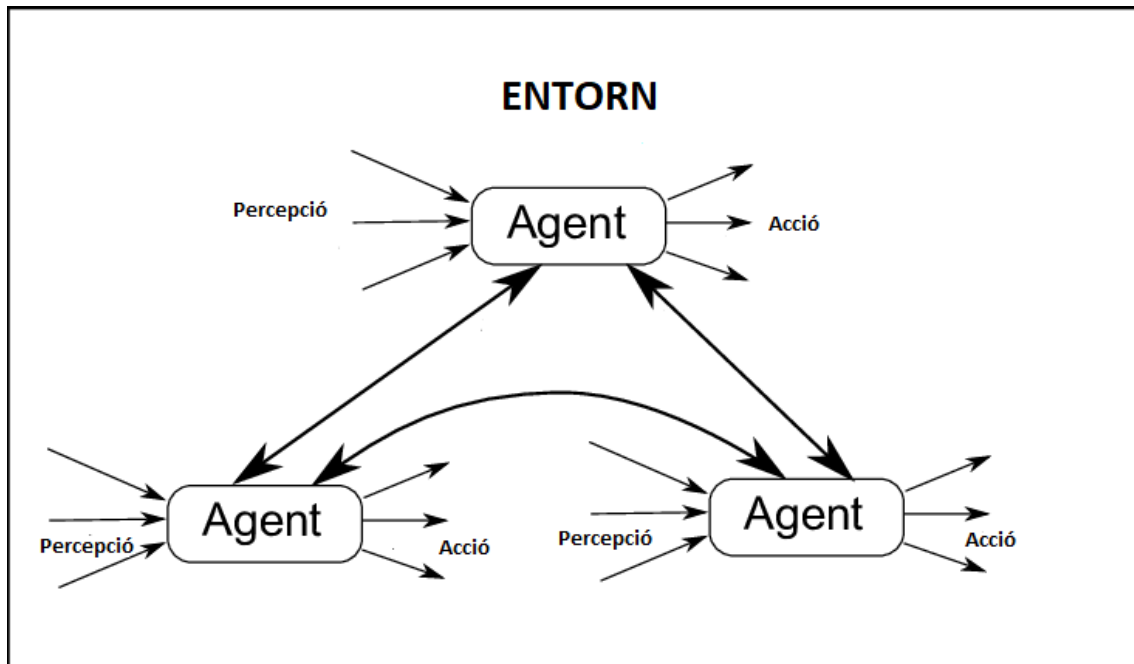 ENTORN
Percepció
Agent
Acció
Agent
Percepció
Acció
Agent
Percepció
Acció